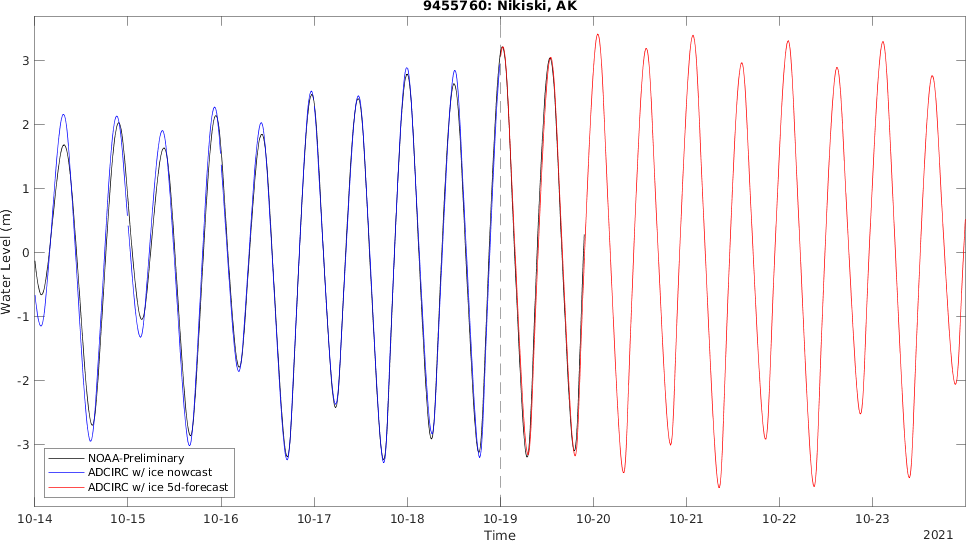 9455760: Nikiski, AK
Water Level (m)
3
2
1
0
-1
-2
-3
NOAA-Preliminary
ADCIRC w/ ice nowcast
ADCIRC w/ ice 5d-forecast
10-14 10-15 10-16 10-17 10-18 10-19 10-20 10-21 10-22 10-23
Time
2021